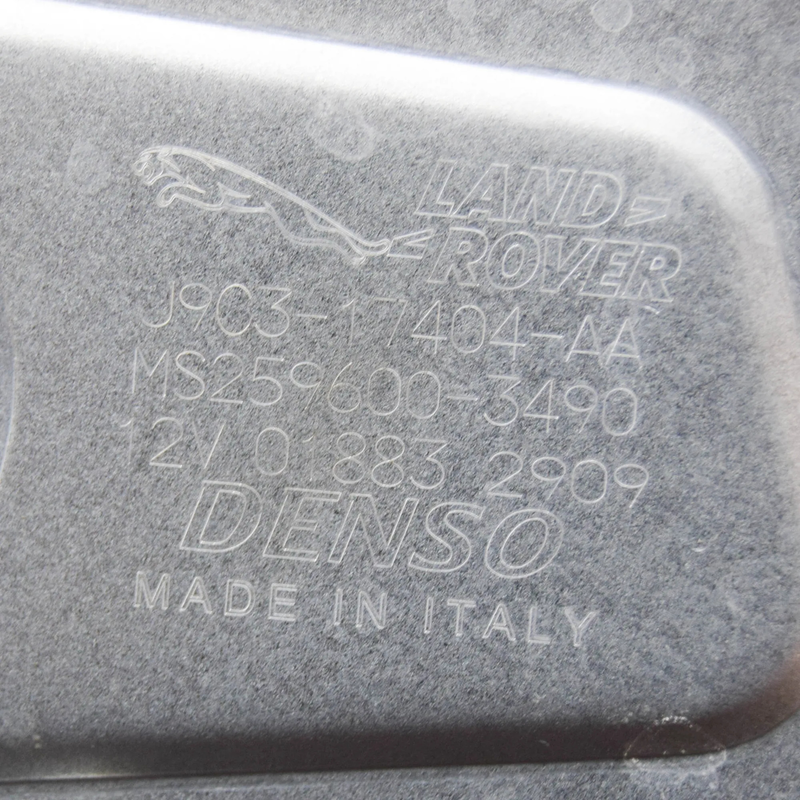 LAND
ROVER
J9C3-17404-AA
MS259600-3490
12V 01883 2909
DENSO
MADE IN ITALY